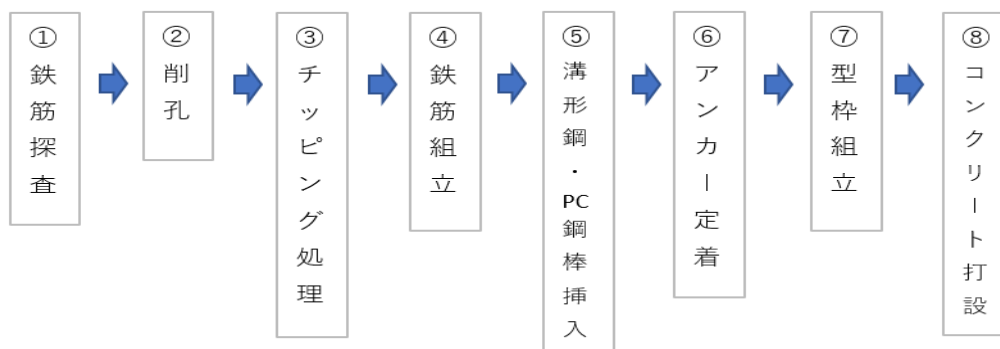 ①鉄筋探査
②削孔
③チッピング処理
④鉄筋組立
⑤溝形鋼・PC鋼棒挿入
⑥アンカー定着
⑦型枠組立
⑧コンクリート打設